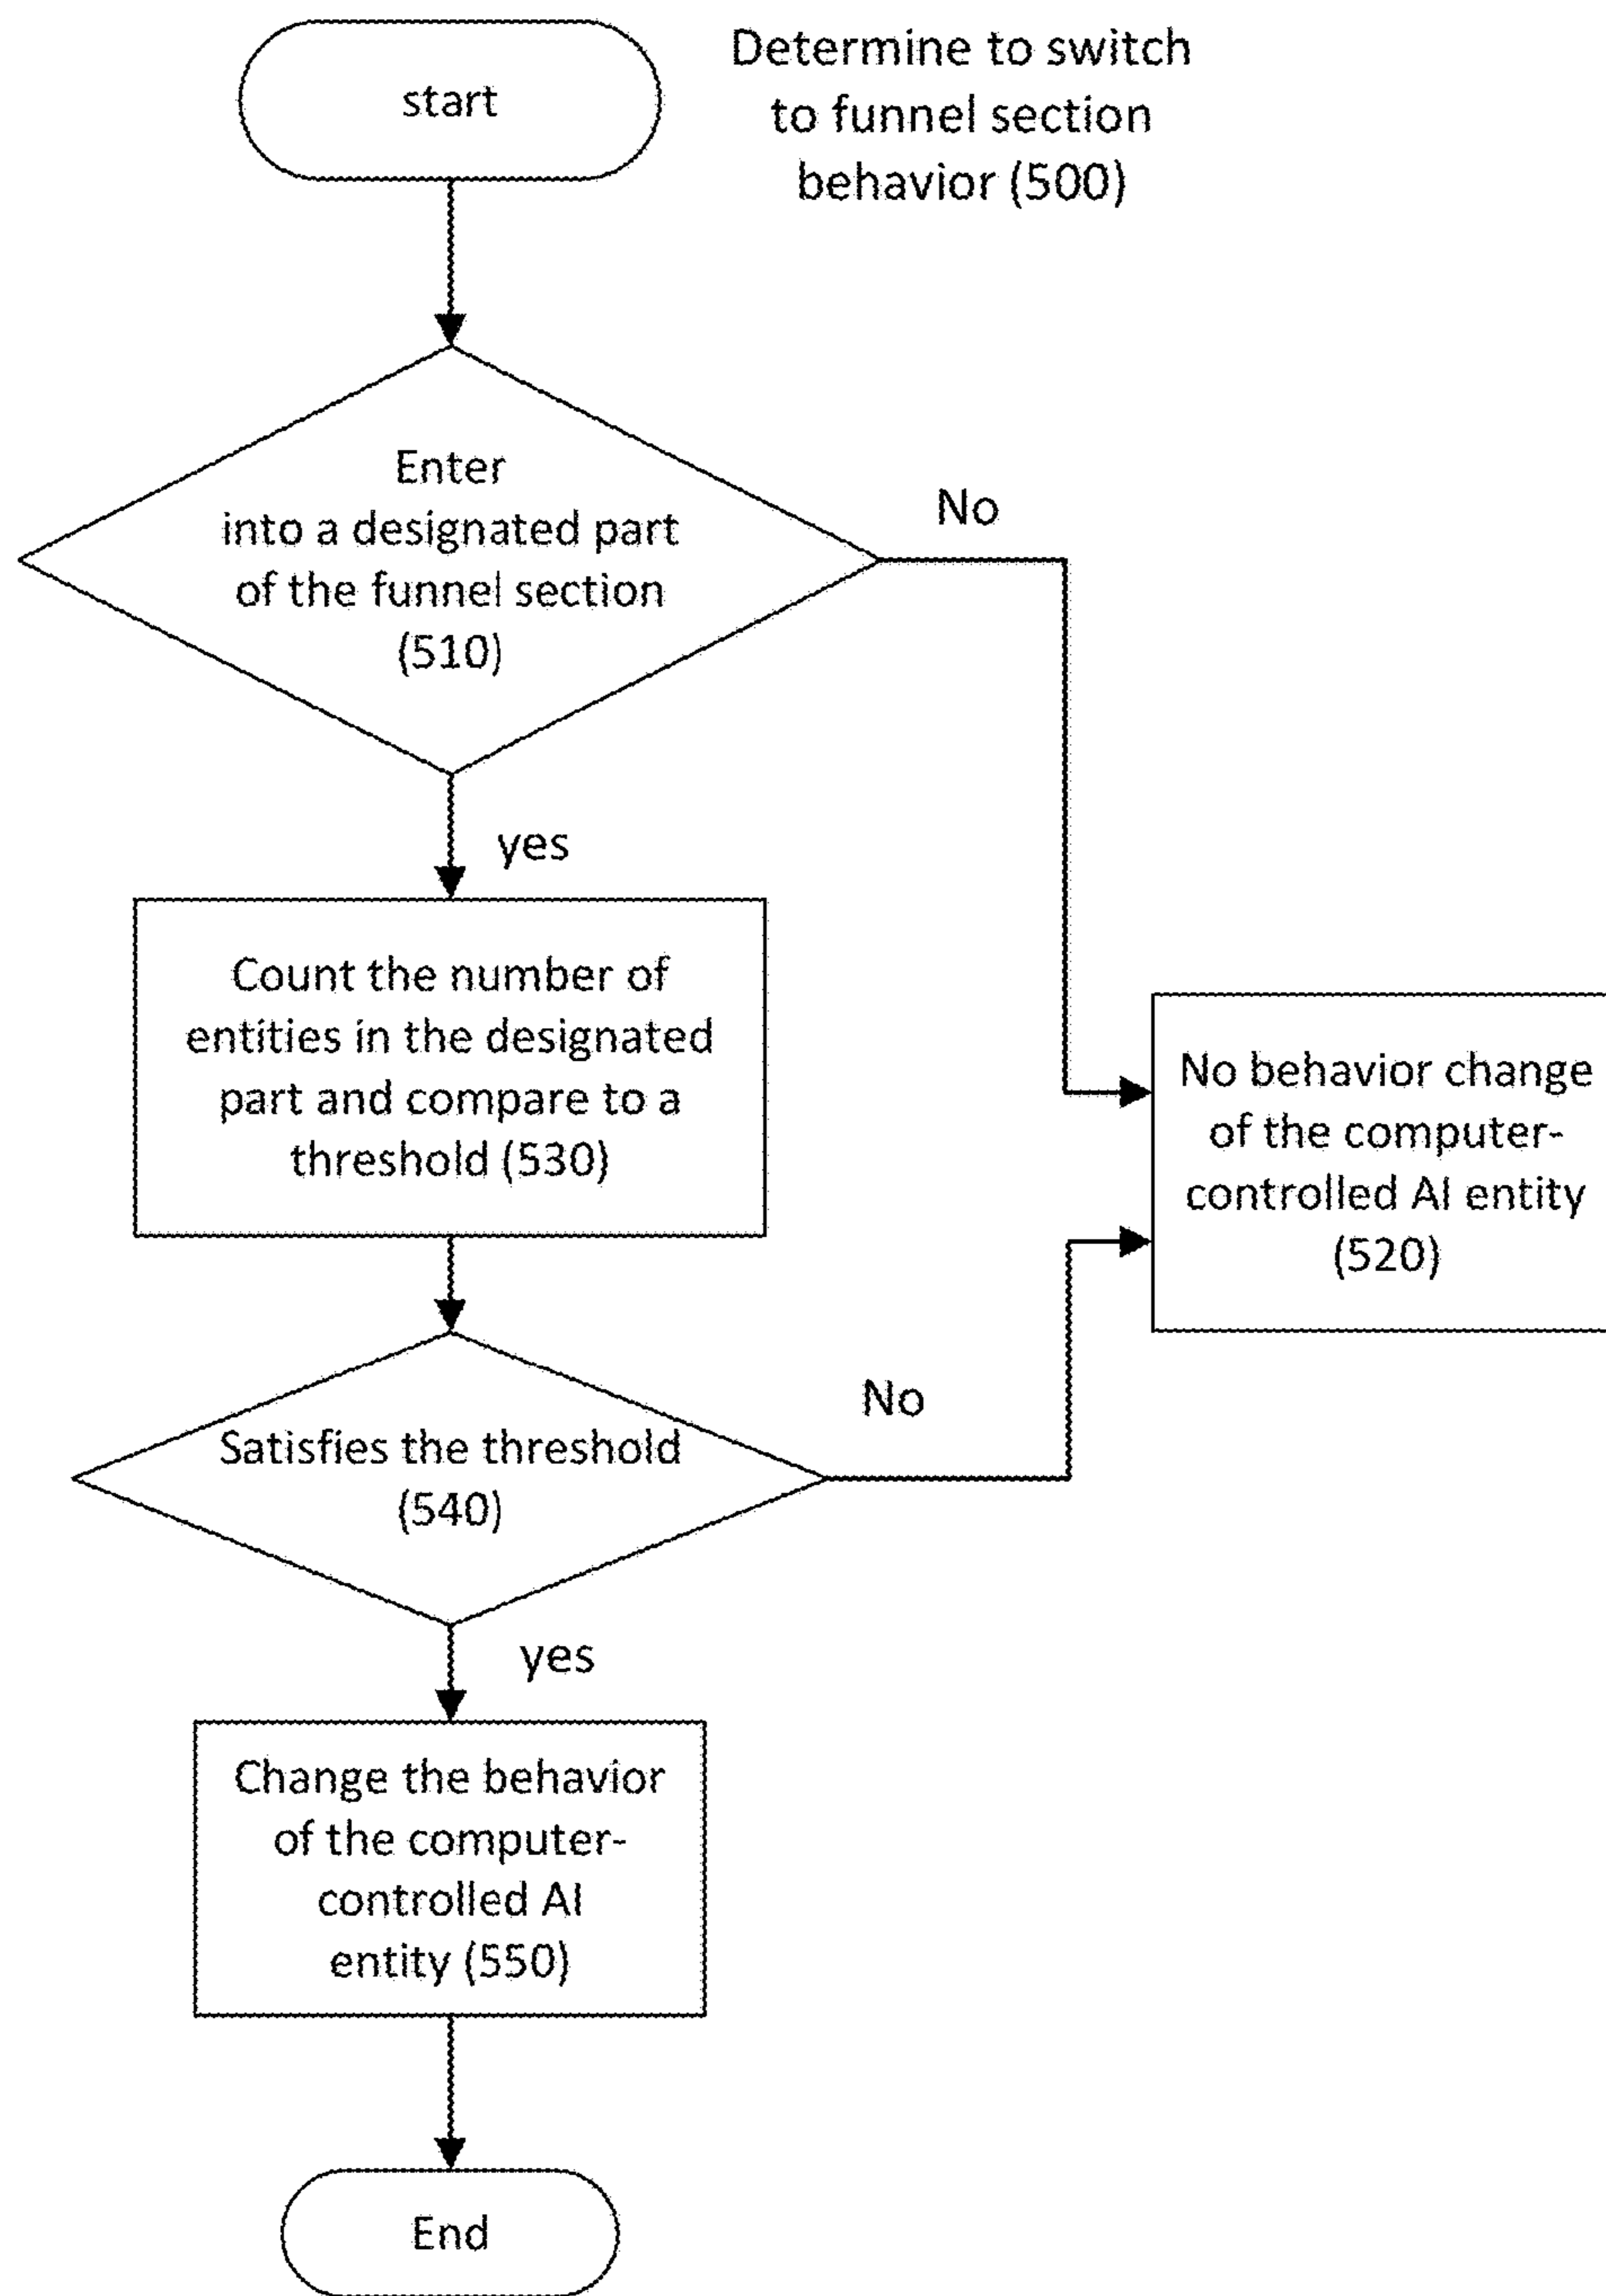 start
Determine to switch
to funnel section
behavior (500)
Enter
into a designated part
of the funnel section
(510)
No
yes
Count the number of
entities in the designated
part and compare to a
threshold (530)
No behavior change
of the computer-
controlled AI entity
(520)
No
Satisfies the threshold
(540)
yes
Change the behavior
of the computer-
controlled AI
entity (550)
End